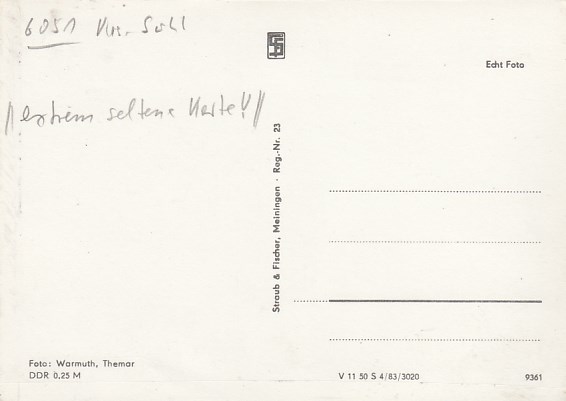 6051 Krs. Suhl
//extrem seltene Karte!!//
Echt Foto
Straub & Fischer, Meiningen · Reg.-Nr. 23
Foto: Warmuth, Themar
DDR 0,25 M
V 11 50 S 4/83/3020
9361